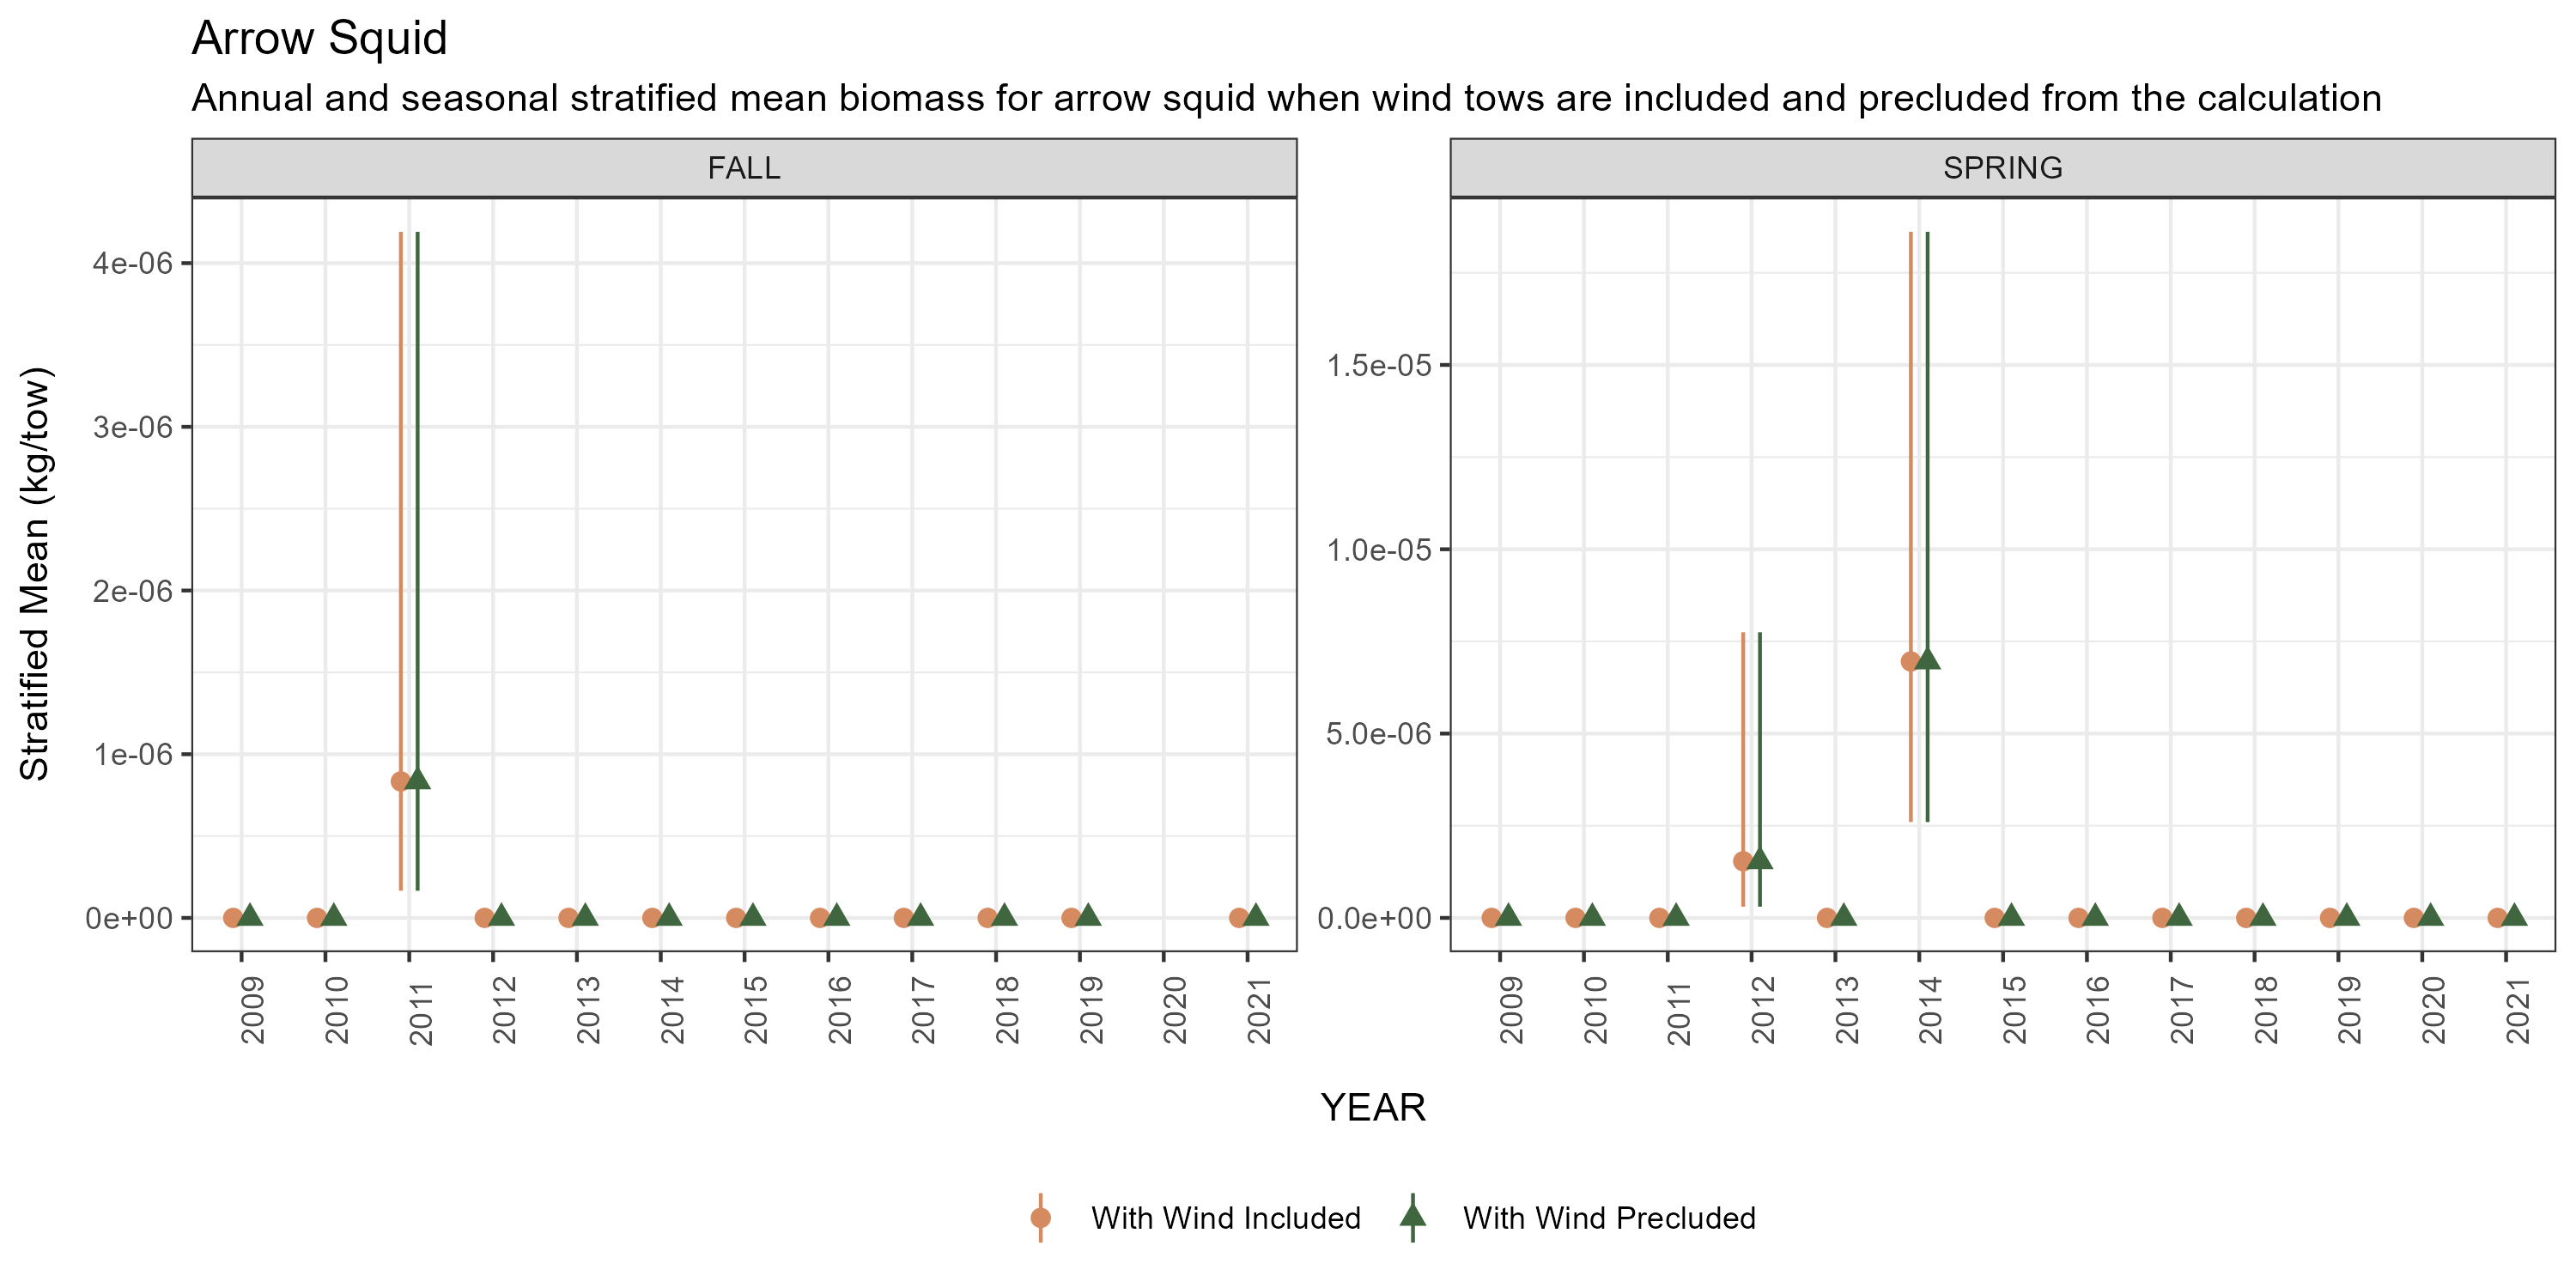 Arrow Squid
Annual and seasonal stratified mean biomass for arrow squid when wind tows are included and precluded from the calculation
FALL
SPRING
Stratified Mean (kg/tow)
4e-06
3e-06
2e-06
1e-06
0e+00
1.5e-05
1.0e-05
5.0e-06
0.0e+00
2009 2010 2011 2012 2013 2014 2015 2016 2017 2018 2019 2020 2021
2009 2010 2011 2012 2013 2014 2015 2016 2017 2018 2019 2020 2021
YEAR
With Wind Included With Wind Precluded